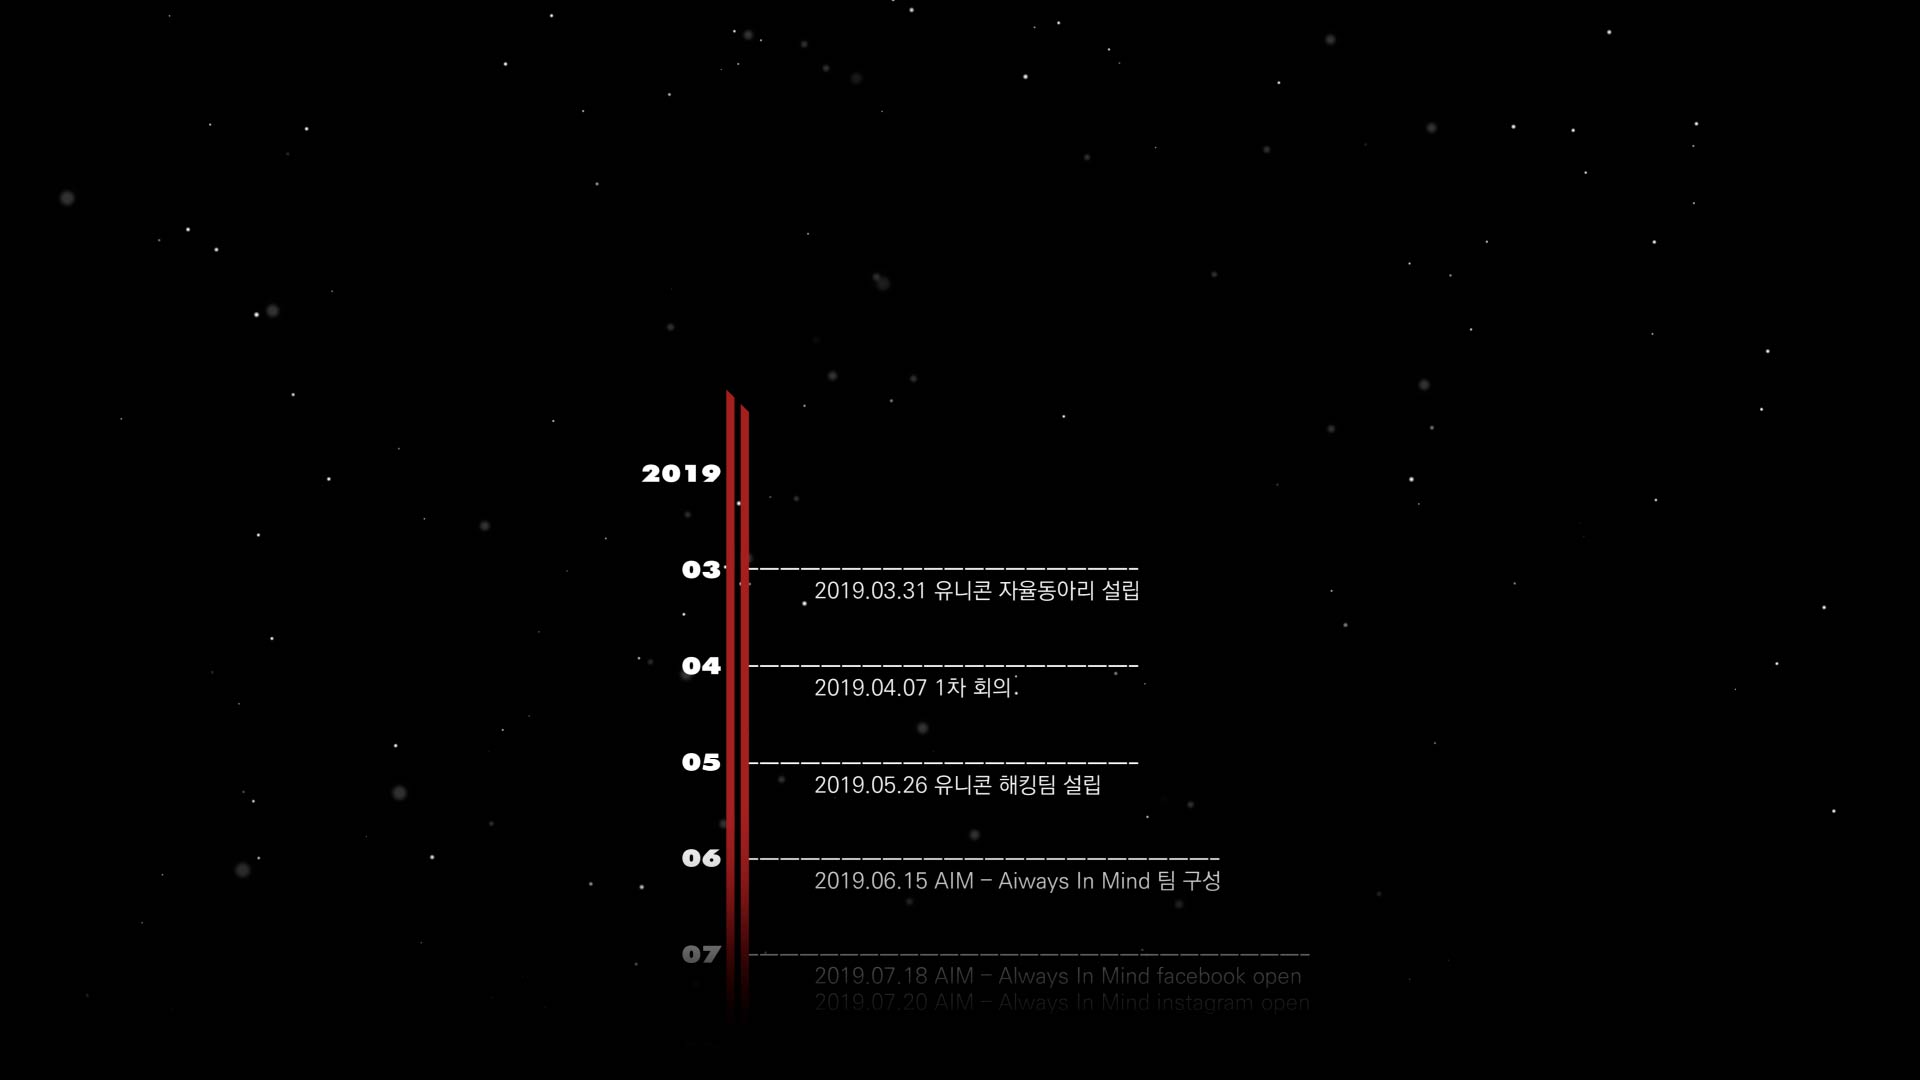 2019
03
2019.03.31 유니콘 자율동아리 설립
04
2019.04.07 1차 회의.
05
2019.05.26 유니콘 해킹팀 설립
06
2019.06.15 AIM - Aiways In Mind 팀 구성
07
2019.07.18 AIM - Always In Mind facebook open
2019.07.20 AIM - Always In Mind instagram open